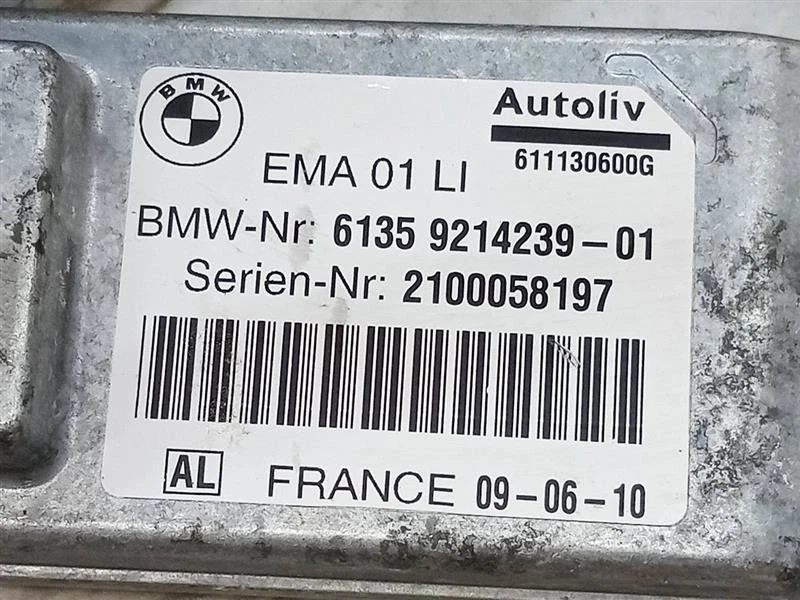 BMW
Autoliv
611130600G
EMA 01 LI
BMW-Nr: 6135 9214239-01
Serien-Nr: 2100058197
AL
FRANCE 09-06-10